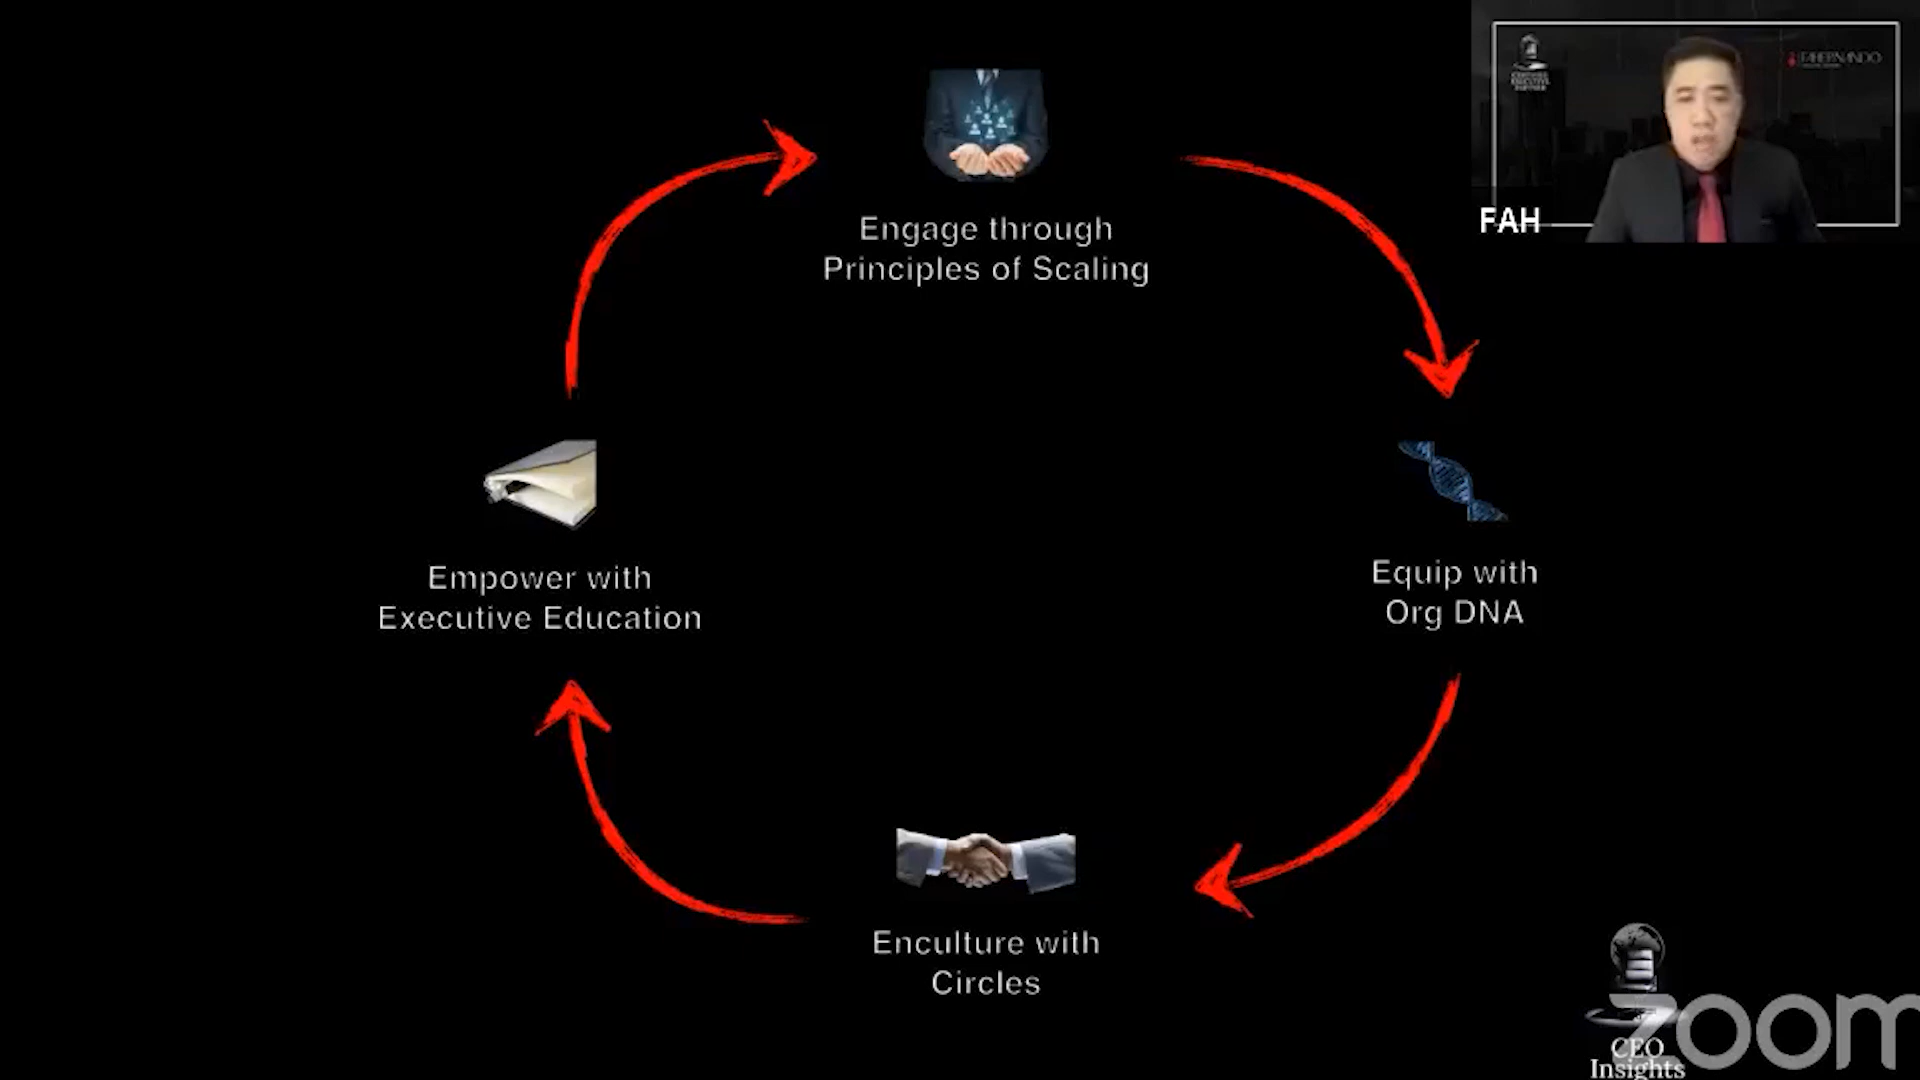 Engage through
Principles of Scaling
FAH
Empower with
Executive Education
Equip with
Org DNA
Enculture with
Circles
zoom
CEO
Insights